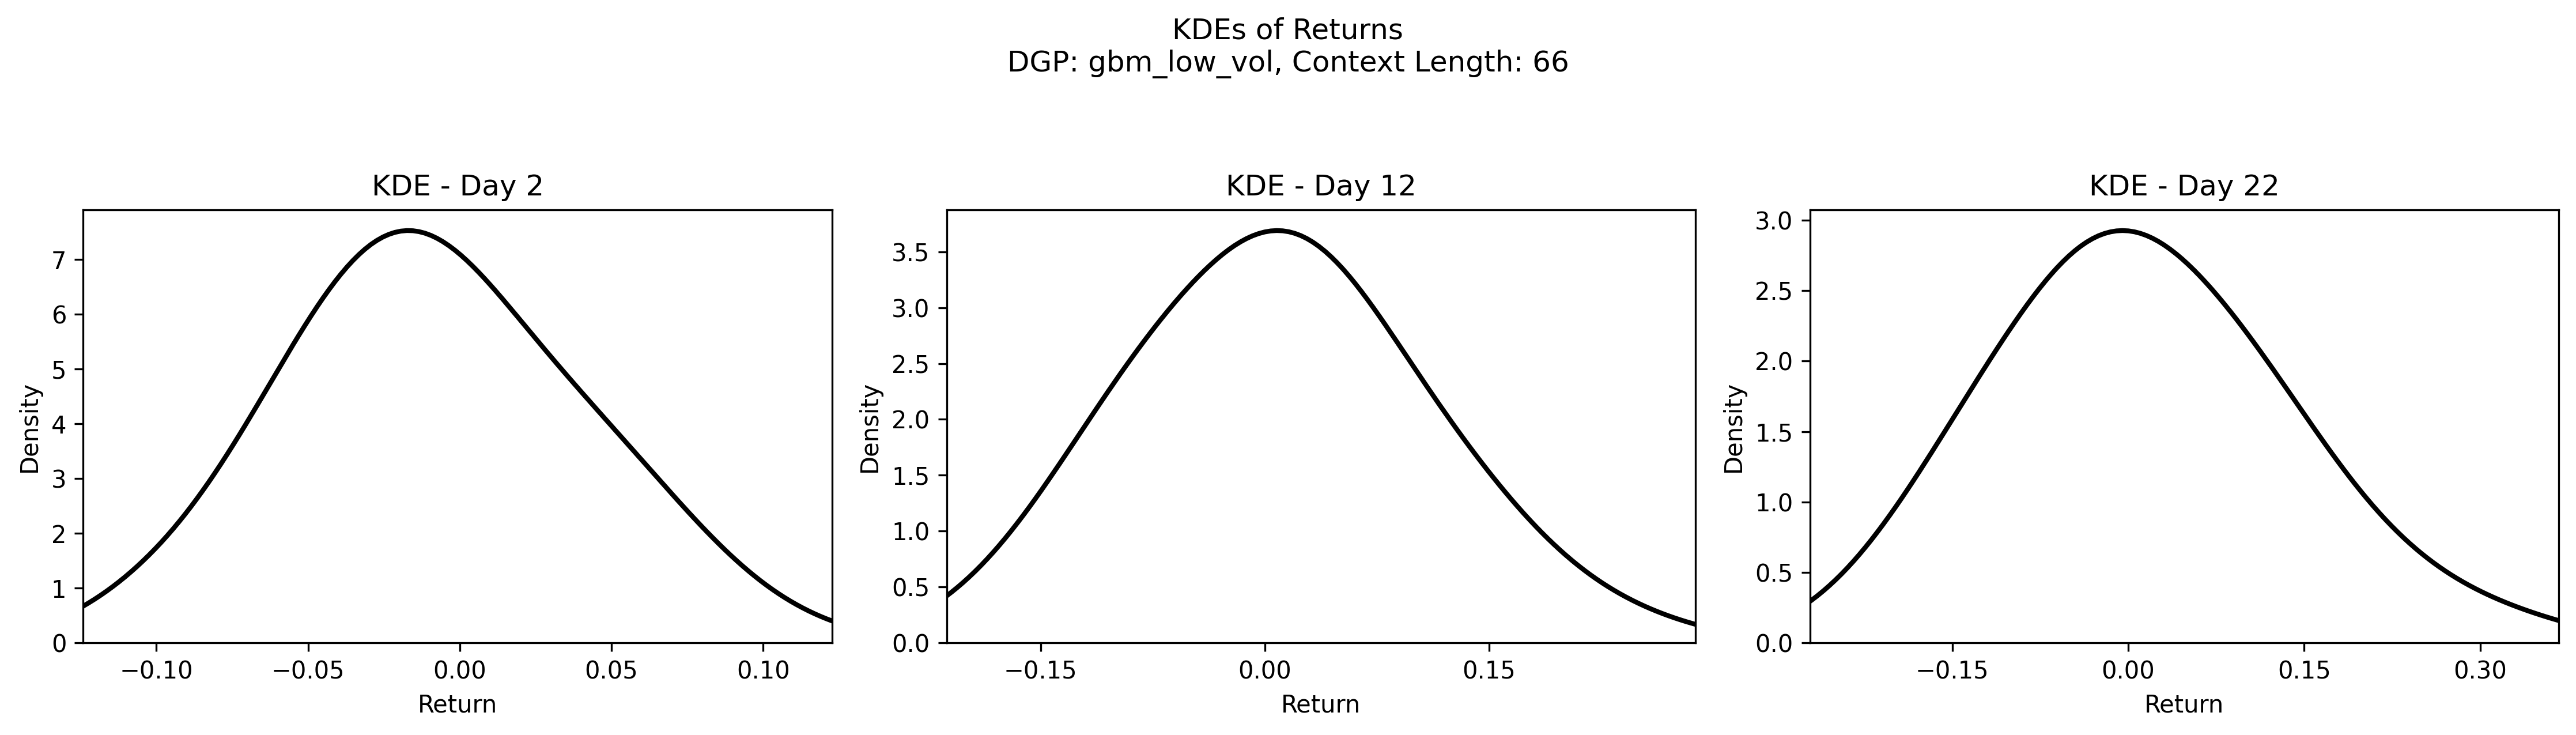 KDEs of Returns
DGP: gbm_low_vol, Context Length: 66
KDE - Day 2
Density
7
6
5
4
3
2
1
0
−0.10 −0.05 0.00 0.05 0.10
Return
KDE - Day 12
Density
3.5
3.0
2.5
2.0
1.5
1.0
0.5
0.0
−0.15 0.00 0.15
Return
KDE - Day 22
Density
3.0
2.5
2.0
1.5
1.0
0.5
0.0
−0.15 0.00 0.15 0.30
Return